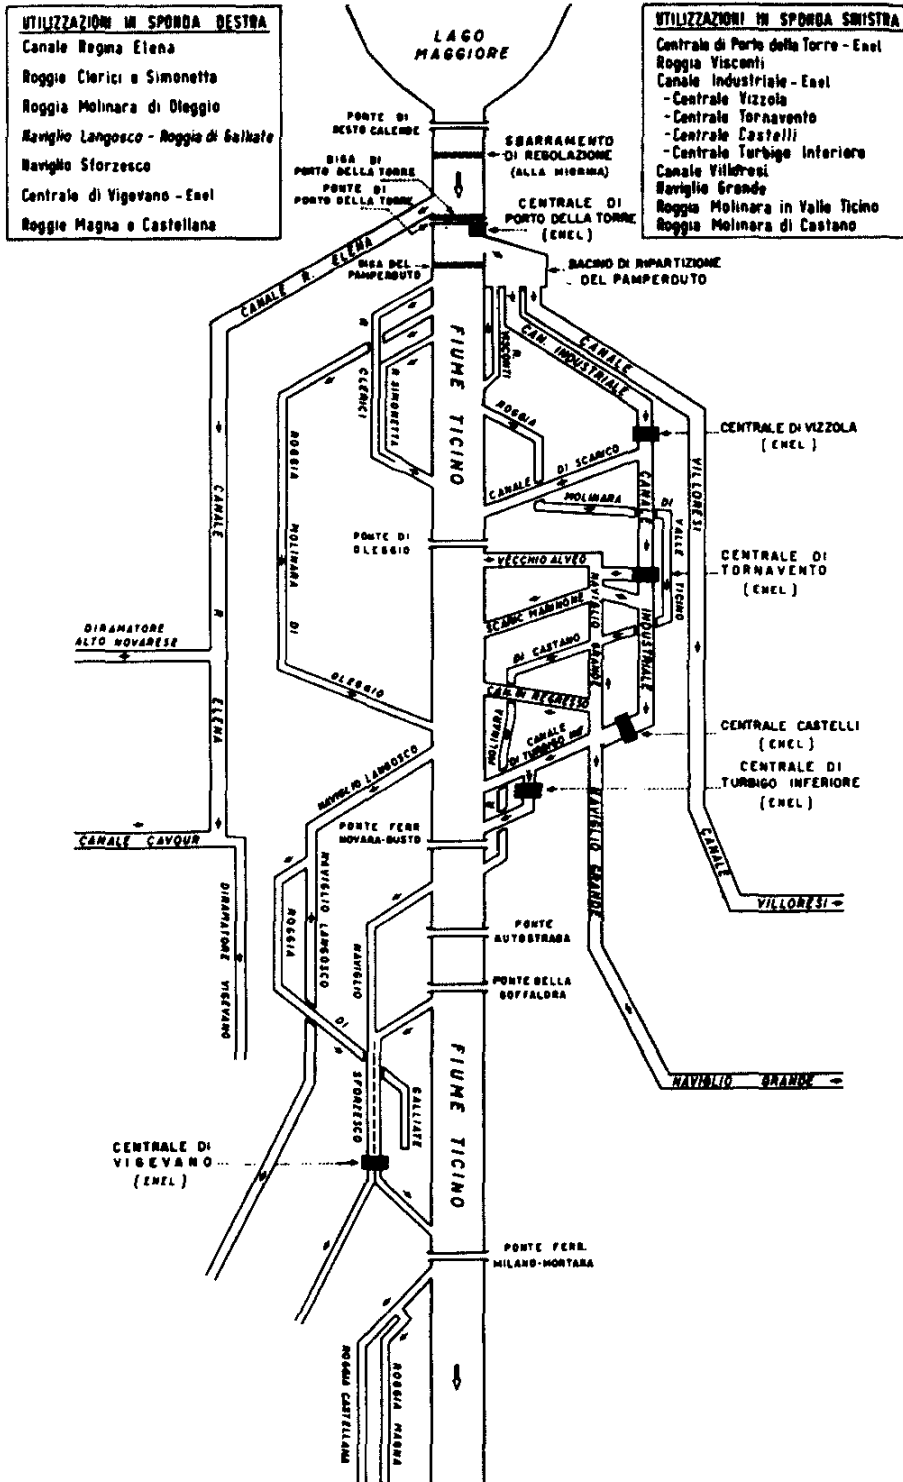 UTILIZZAZIONI IN SPONDA DESTRA
Canale Regina Elena
Roggie Clerici e Simonetta
Roggia Molinara di Oleggio
Naviglio Langosco - Roggia di Galliate
Naviglio Sforzesco
Centrale di Vigevano - Enel
Roggie Magna e Castellana
UTILIZZAZIONI IN SPONDA SINISTRA
Centrale di Porto della Torre - Enel
Roggia Visconti
Canale Industriale - Enel
- Centrale Vizzola
- Centrale Tornavento
- Centrale Castelli
- Centrale Turbigo Inferiore
Canale Villoresi
Naviglio Grande
Roggia Molinara in Valle Ticino
Roggia Molinara di Castano
LAGO
MAGGIORE
PONTE DI
SESTO CALENDE
SBARRAMENTO
DI REGOLAZIONE
(ALLA MIORINA)
DIGA DI
PORTO DELLA TORRE
PONTE DI
PORTO DELLA TORRE
CENTRALE DI
PORTO DELLA TORRE
(ENEL)
DIGA DEL
PAMPERDUTO
BACINO DI RIPARTIZIONE
DEL PAMPERDUTO
CANALE R. ELENA
FIUME TICINO
R. CLERICI
R. SIMONETTA
R. VISCONTI
CAN. INDUSTRIALE
CANALE
VILLORESI
ROGGIA
CENTRALE DI VIZZOLA
(ENEL)
CANALE DI SCARICO
MOLINARA
DI
VALLE
TICINO
CANALE
INDUSTRIALE
ROGGIA MOLINARA DI
OLEGGIO
CANALE R.
ELENA
PONTE DI
OLEGGIO
VECCHIO ALVEO
CENTRALE DI
TORNAVENTO
(ENEL)
SCARIC. MARINONE
NAVIGLIO GRANDE
DIRAMATORE
ALTO NOVARESE
DI CASTANO
CAN. DI REGRESSO
MOLINARA
CANALE
DI TURBIGO INF.
R.
CENTRALE CASTELLI
(ENEL)
CENTRALE DI
TURBIGO INFERIORE
(ENEL)
NAVIGLIO LANGOSCO
PONTE FERR.
NOVARA-BUSTO
CANALE CAVOUR
DIRAMATORE VIGEVANO
NAVIGLIO LANGOSCO
ROGGIA
NAVIGLIO
NAVIGLIO GRANDE
CANALE
VILLORESI
PONTE
AUTOSTRADA
PONTE DELLA
BOFFALORA
DI
GALLIATE
SFORZESCO
FIUME TICINO
NAVIGLIO GRANDE
CENTRALE DI
VIGEVANO
(ENEL)
PONTE FERR.
MILANO-MORTARA
ROGGIA CASTELLANA
ROGGIA MAGNA